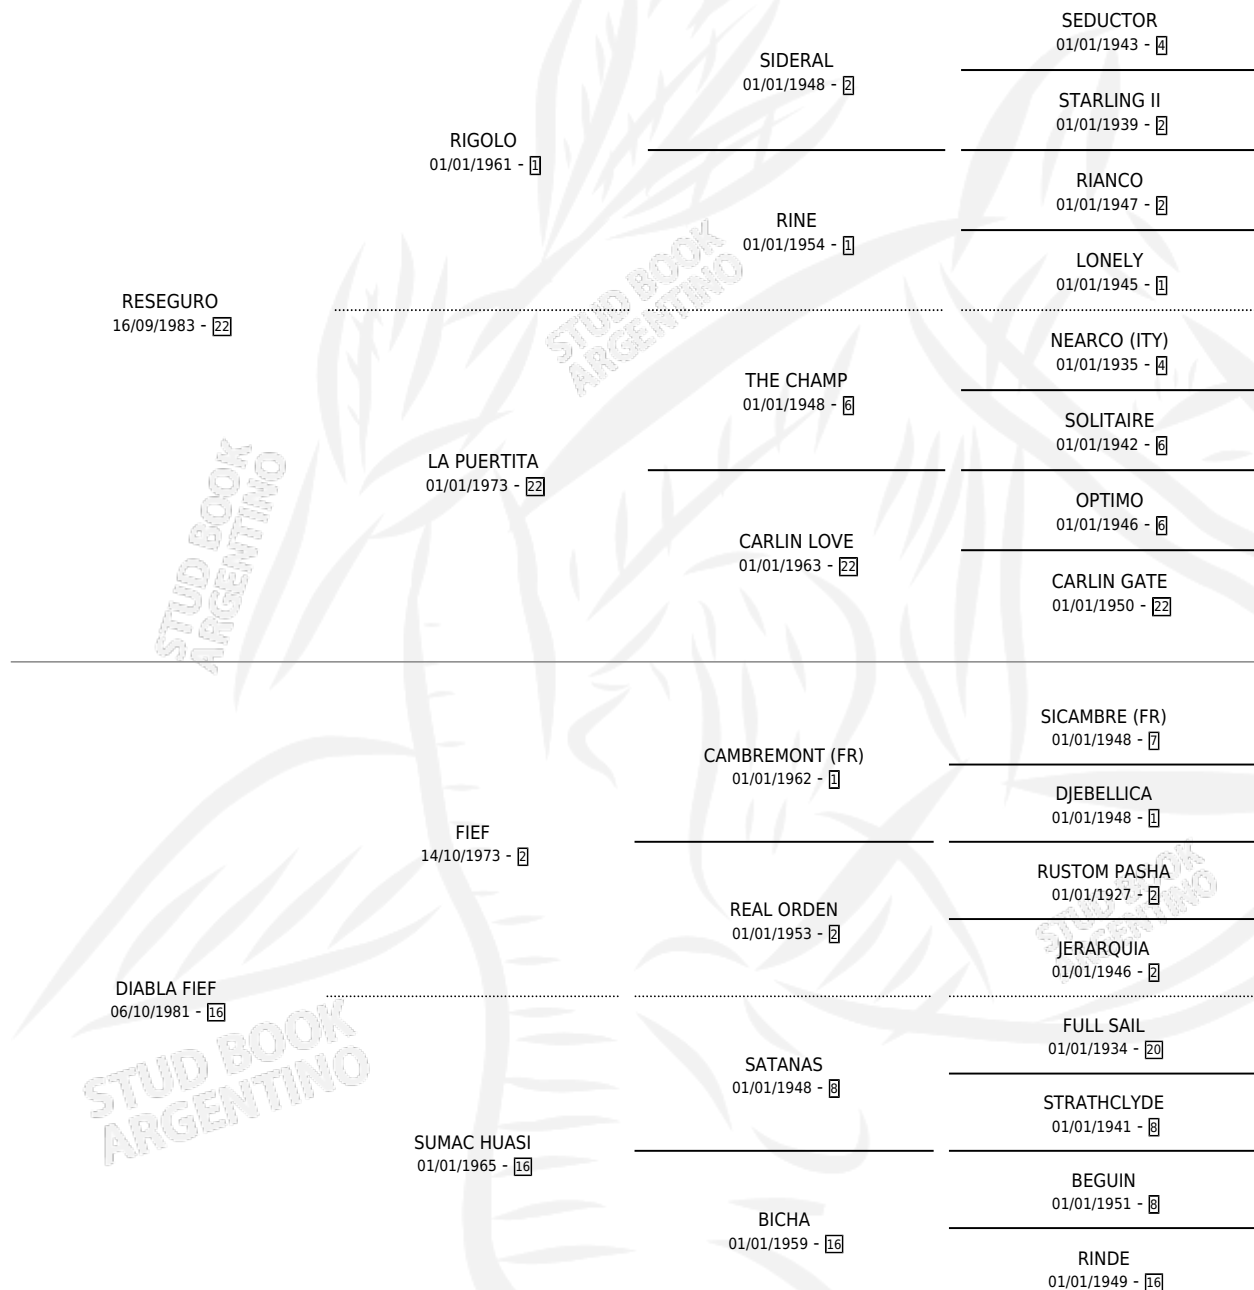 SEDUCTOR
01/01/1943 - 4
SIDERAL
01/01/1948 - 2
STARLING II
01/01/1939 - 2
RIGOLO
01/01/1961 - 1
RIANCO
01/01/1947 - 2
RINE
01/01/1954 - 1
LONELY
01/01/1945 - 1
RESEGURO
16/09/1983 - 22
NEARCO (ITY)
01/01/1935 - 4
THE CHAMP
01/01/1948 - 6
SOLITAIRE
01/01/1942 - 6
LA PUERTITA
01/01/1973 - 22
OPTIMO
01/01/1946 - 6
CARLIN LOVE
01/01/1963 - 22
CARLIN GATE
01/01/1950 - 22
STUD BOOK
ARGENTINO
STUD BOOK
ARGENTINO
SICAMBRE (FR)
01/01/1948 - 7
CAMBREMONT (FR)
01/01/1962 - 1
DJEBELLICA
01/01/1948 - 1
FIEF
14/10/1973 - 2
RUSTOM PASHA
01/01/1927 - 2
REAL ORDEN
01/01/1953 - 2
JERARQUIA
01/01/1946 - 2
DIABLA FIEF
06/10/1981 - 16
FULL SAIL
01/01/1934 - 20
SATANAS
01/01/1948 - 8
STRATHCLYDE
01/01/1941 - 8
SUMAC HUASI
01/01/1965 - 16
BEGUIN
01/01/1951 - 8
BICHA
01/01/1959 - 16
RINDE
01/01/1949 - 16
STUD BOOK
ARGENTINO
STUD BOOK
ARGENTINO